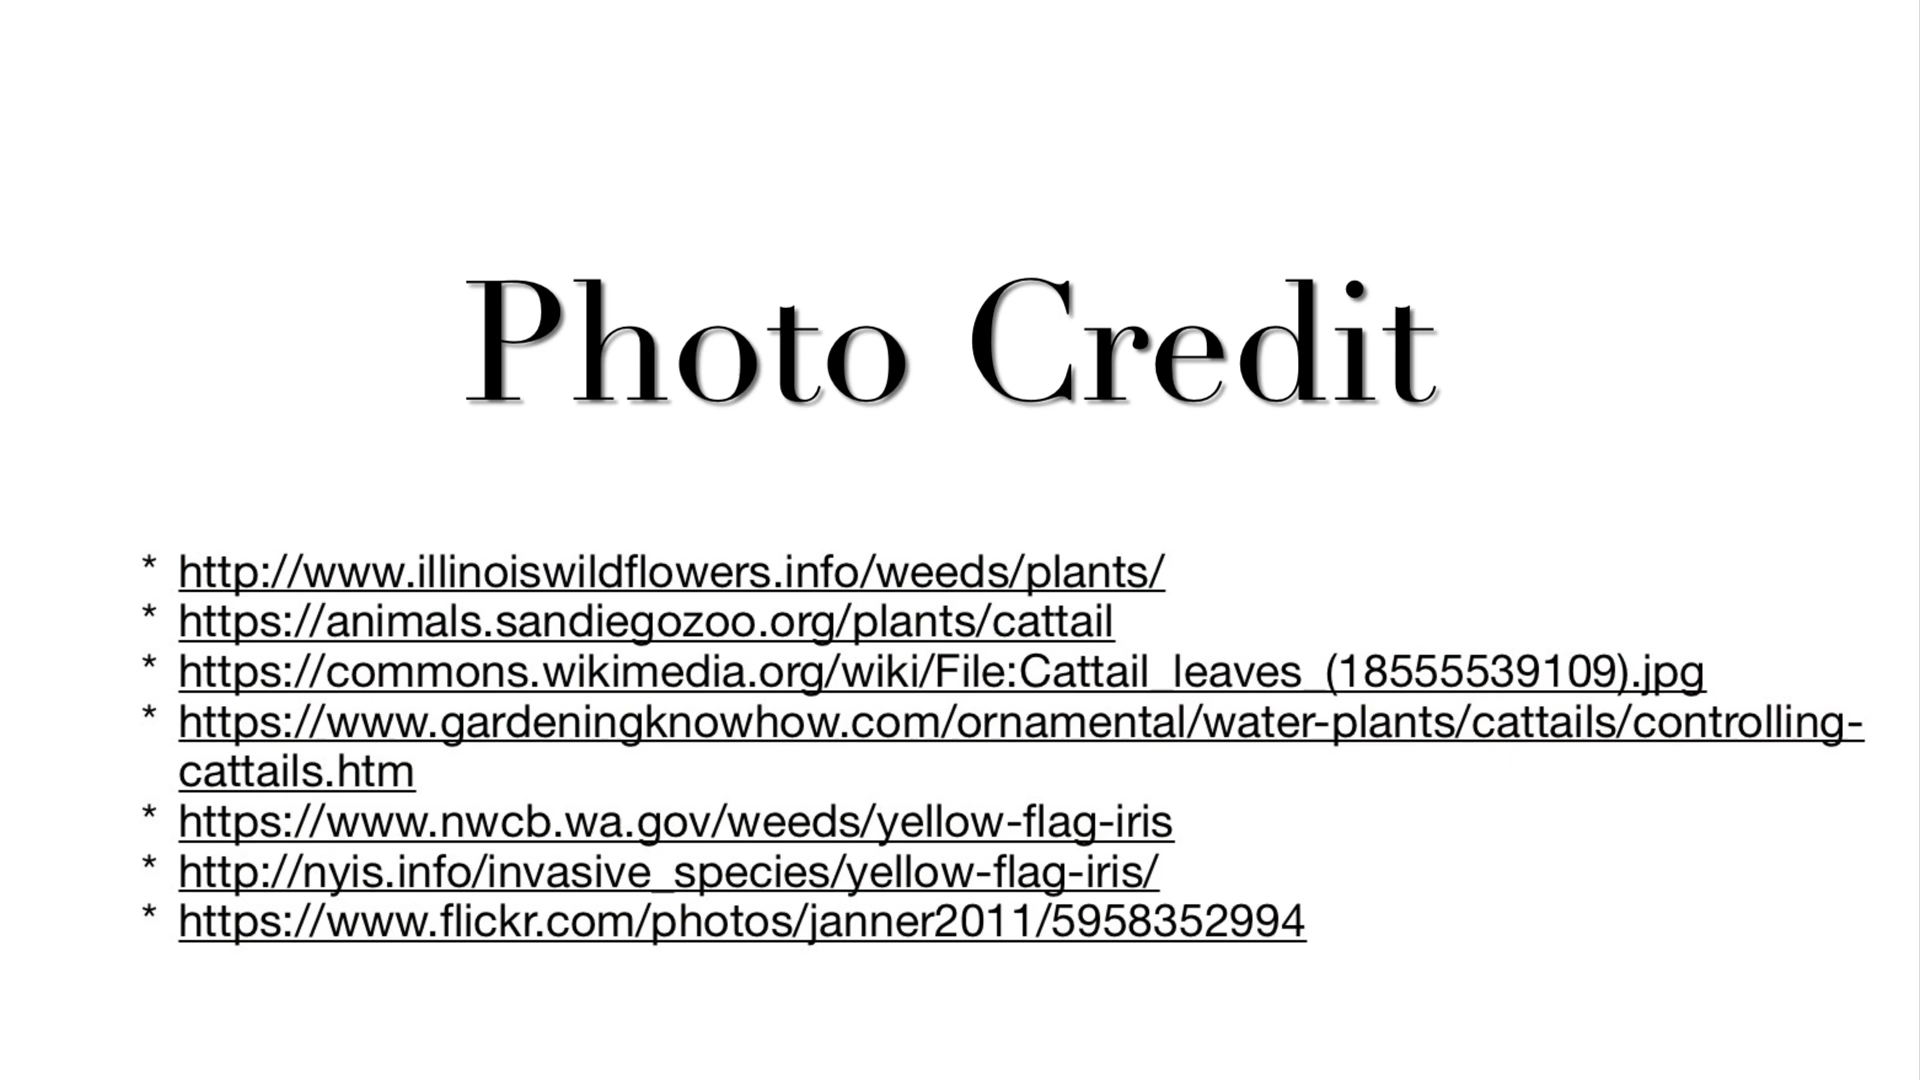 Photo Credit
* http://www.illinoiswildflowers.info/weeds/plants/
* https://animals.sandiegozoo.org/plants/cattail
* https://commons.wikimedia.org/wiki/File:Cattail_leaves_(18555539109).jpg
* https://www.gardeningknowhow.com/ornamental/water-plants/cattails/controlling-
cattails.htm
* https://www.nwcb.wa.gov/weeds/yellow-flag-iris
* http://nyis.info/invasive_species/yellow-flag-iris/
* https://www.flickr.com/photos/janner2011/5958352994